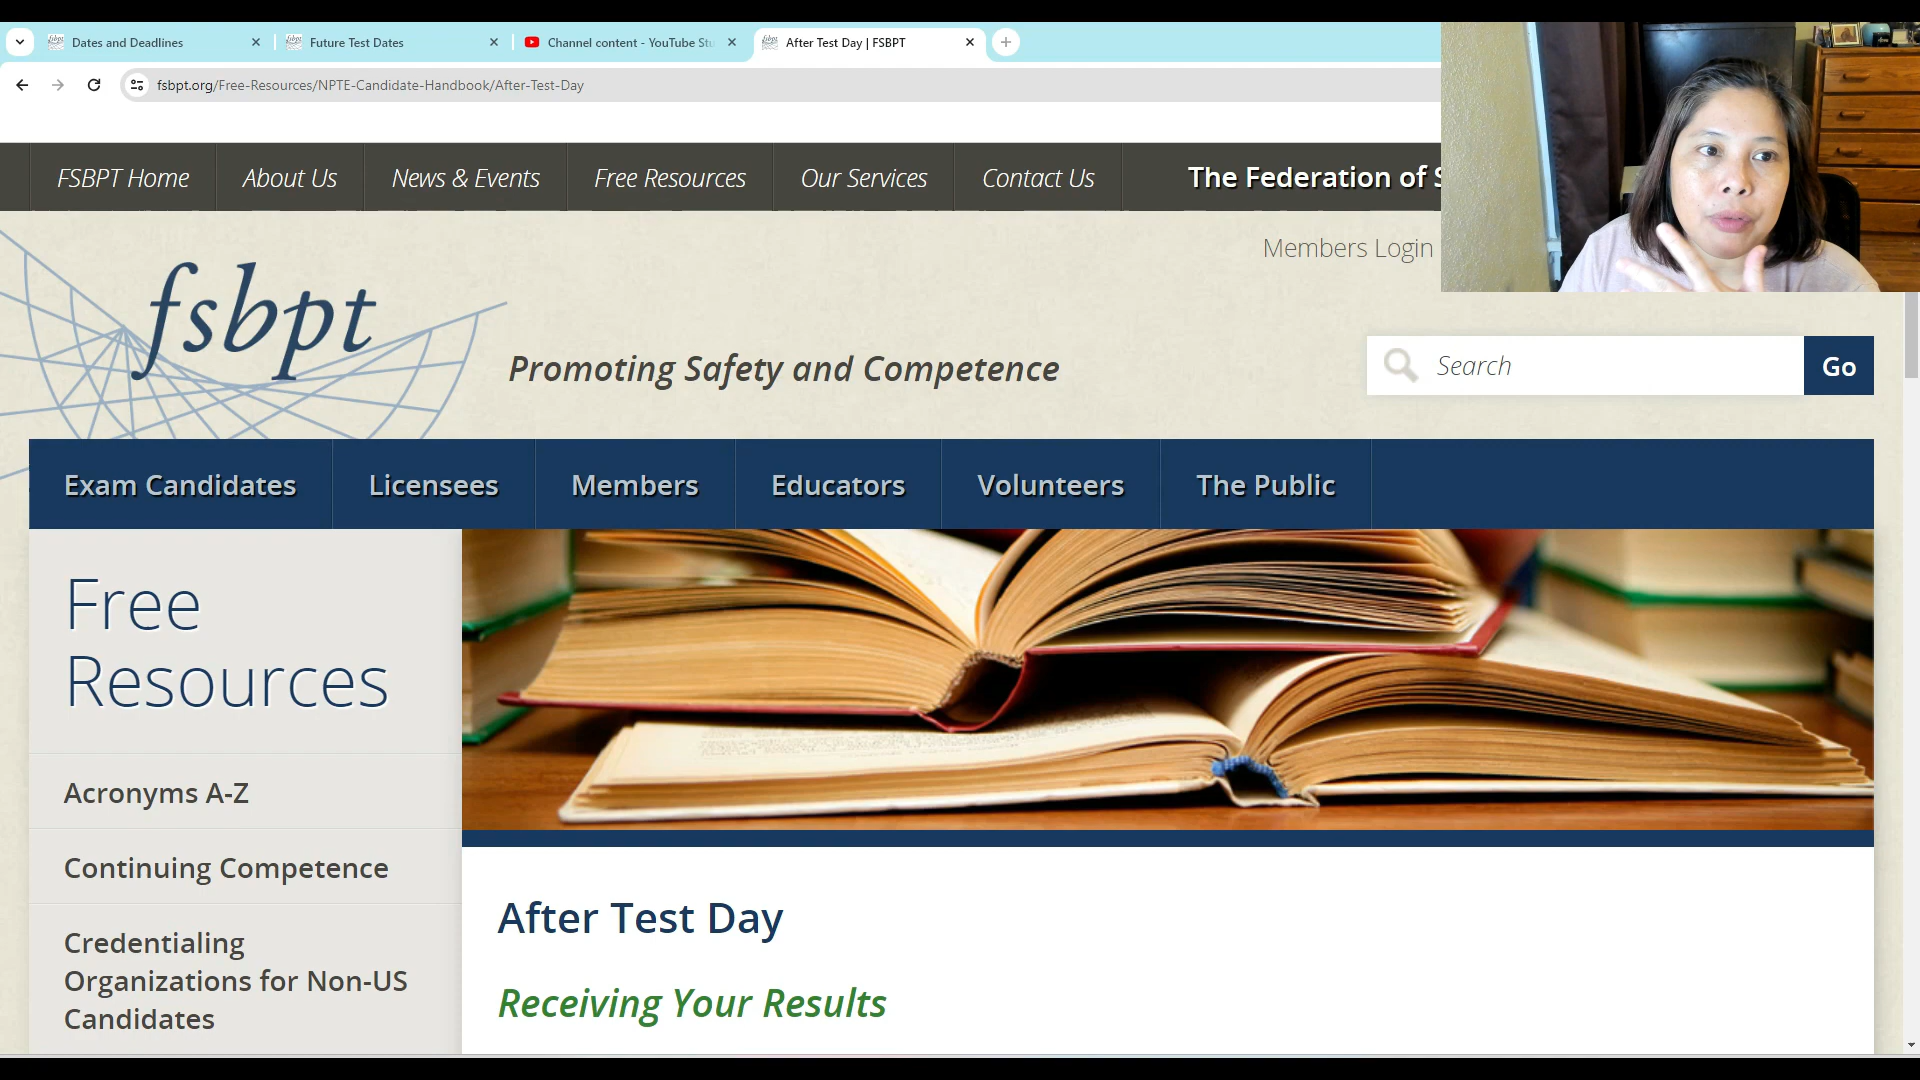 Dates and Deadlines
Future Test Dates
Channel content - YouTube Stu
After Test Day | FSBPT
fsbpt.org/Free-Resources/NPTE-Candidate-Handbook/After-Test-Day
FSBPT Home
About Us
News & Events
Free Resources
Our Services
Contact Us
The Federation of S
Members Login
fsbpt
Promoting Safety and Competence
Search
Go
Exam Candidates
Licensees
Members
Educators
Volunteers
The Public
Free
Resources
Acronyms A-Z
Continuing Competence
Credentialing
Organizations for Non-US
Candidates
After Test Day
Receiving Your Results